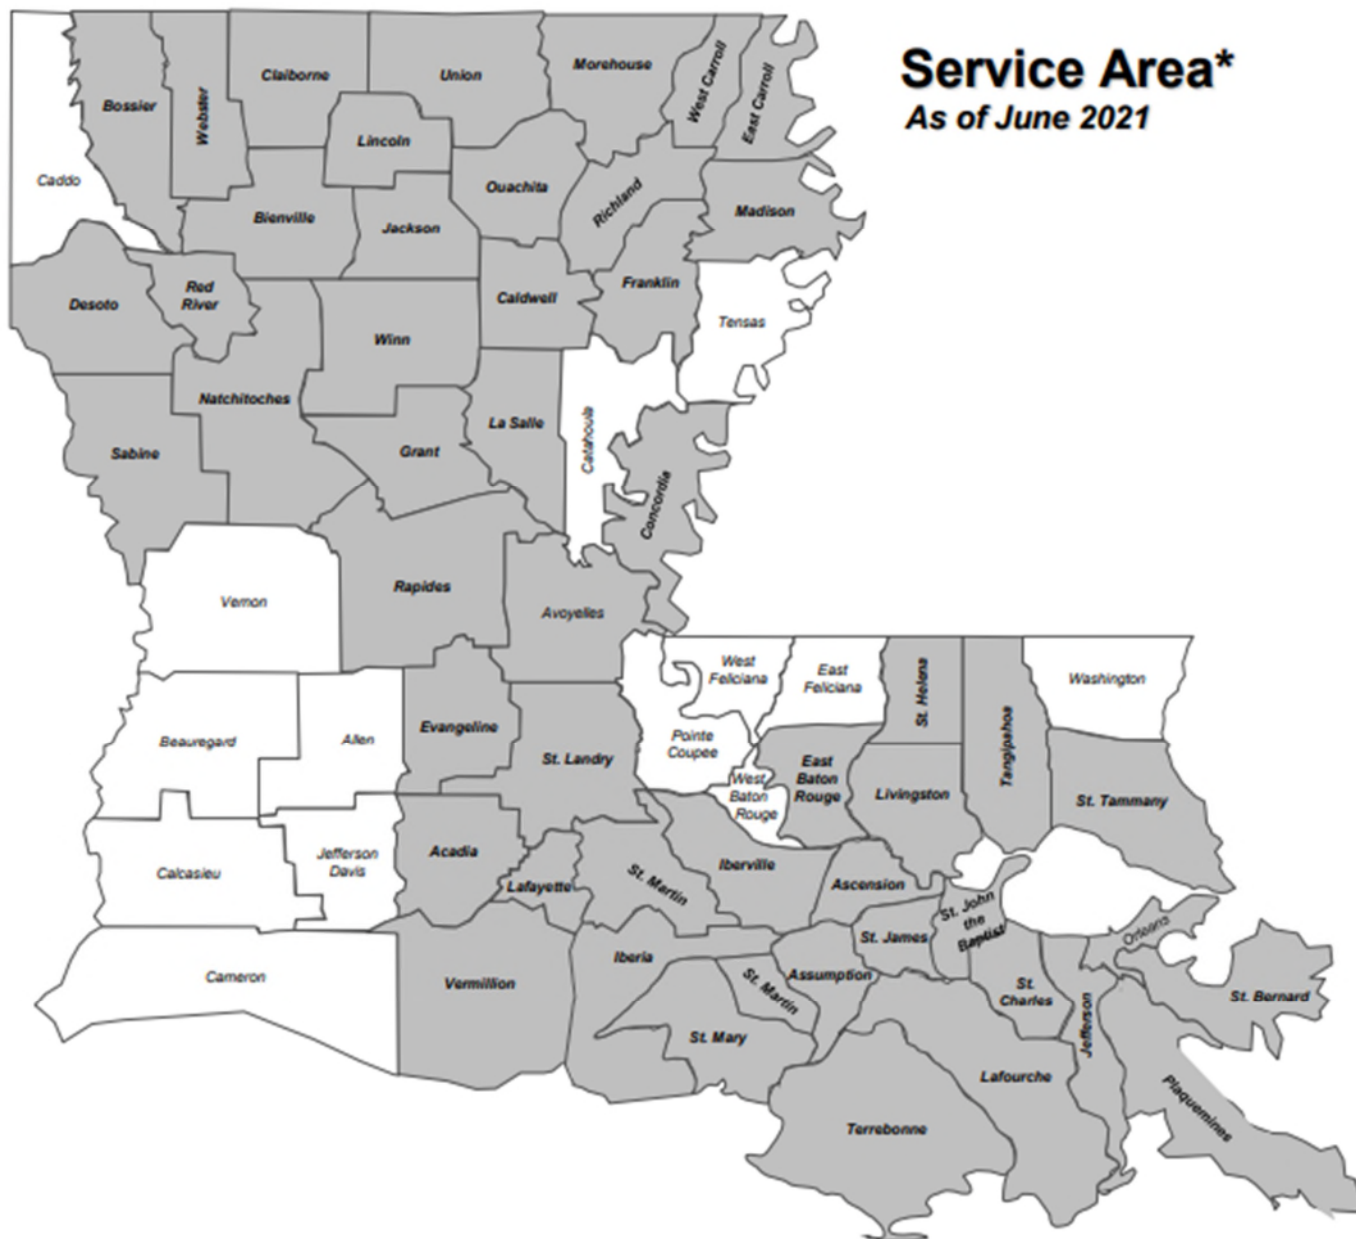 Service Area*
As of June 2021
Caddo
Bossier
Webster
Claiborne
Union
Morehouse
West Carroll
East Carroll
Lincoln
Ouachita
Richland
Madison
Bienville
Jackson
Desoto
Red
River
Caldwell
Franklin
Tensas
Winn
Natchitoches
Sabine
Grant
La Salle
Catahoula
Concordia
Vernon
Rapides
Avoyelles
West
Feliciana
East
Feliciana
St. Helena
Tangipahoa
Washington
Beauregard
Allen
Evangeline
St. Landry
Pointe
Coupee
West
Baton
Rouge
East
Baton
Rouge
Livingston
St. Tammany
Calcasieu
Jefferson
Davis
Acadia
Lafayette
St. Martin
Iberville
Ascension
St. John
the
Baptist
St. James
Orleans
Cameron
Vermillion
Iberia
St. Martin
Assumption
St.
Charles
Jefferson
St. Bernard
St. Mary
Lafourche
Plaquemines
Terrebonne